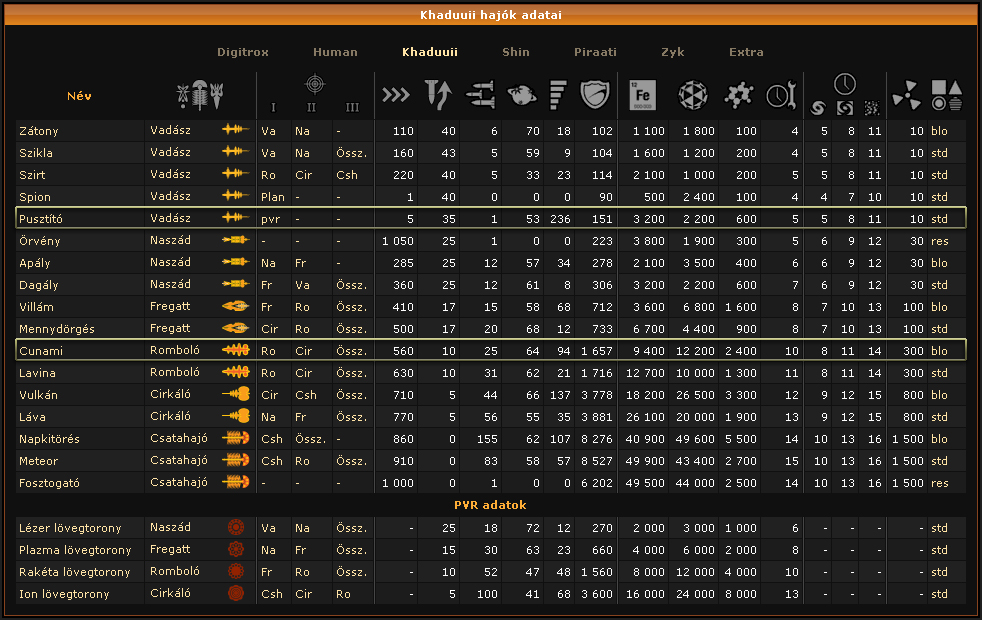 Khaduuii hajók adatai
Digitrox Human Khaduuii Shin Piraati Zyk Extra
Név I II III Fe
Zátony Vadász Va Na - 110 40 6 70 18 102 1 100 1 800 100 4 5 8 11 10 blo
Szikla Vadász Va Na Össz. 160 43 5 59 9 104 1 600 1 200 200 4 5 8 11 10 std
Szirt Vadász Ro Cir Csh 220 40 5 33 23 114 2 100 1 000 200 5 5 8 11 10 std
Spion Vadász Plan - - 1 40 0 0 0 90 500 2 400 100 4 4 7 10 10 std
Pusztító Vadász pvr - - 5 35 1 53 236 151 3 200 2 200 600 5 5 8 11 10 std
Örvény Naszád - - - 1 050 25 1 0 0 223 3 800 1 900 300 5 6 9 12 30 res
Apály Naszád Na Fr - 285 25 12 57 34 278 2 100 3 500 400 6 6 9 12 30 blo
Dagály Naszád Fr Va Össz. 360 25 12 61 8 306 3 200 2 200 600 7 6 9 12 30 std
Villám Fregatt Fr Ro Össz. 410 17 15 58 68 712 3 600 6 800 1 600 8 7 10 13 100 blo
Mennydörgés Fregatt Cir Ro Össz. 500 17 20 68 12 733 6 700 4 400 900 8 7 10 13 100 std
Cunami Romboló Ro Cir Össz. 560 10 25 64 94 1 657 9 400 12 200 2 400 10 8 11 14 300 blo
Lavina Romboló Ro Cir Össz. 630 10 31 62 21 1 716 12 700 10 000 1 300 11 8 11 14 300 std
Vulkán Cirkáló Cir Csh Össz. 710 5 44 66 137 3 778 18 200 26 500 3 300 12 9 12 15 800 blo
Láva Cirkáló Na Fr Össz. 770 5 56 55 35 3 881 26 100 20 000 1 900 13 9 12 15 800 std
Napkitörés Csatahajó Csh Össz. - 860 0 155 62 107 8 276 40 900 49 600 5 500 14 10 13 16 1 500 blo
Meteor Csatahajó Csh Ro Össz. 910 0 83 58 57 8 527 49 900 43 400 2 700 15 10 13 16 1 500 std
Fosztogató Csatahajó - - - 1 000 0 1 0 0 6 202 49 500 44 000 2 500 14 10 13 16 1 500 res
PVR adatok
Lézer lövegtorony Naszád Va Na Össz. - 25 18 72 12 270 2 000 3 000 1 000 6 - - - - std
Plazma lövegtorony Fregatt Na Fr Össz. - 15 30 63 23 660 4 000 6 000 2 000 8 - - - - std
Rakéta lövegtorony Romboló Fr Ro Össz. - 10 52 47 48 1 560 8 000 12 000 4 000 10 - - - - std
Ion lövegtorony Cirkáló Csh Cir Ro - 5 100 41 68 3 600 16 000 24 000 8 000 13 - - - - std